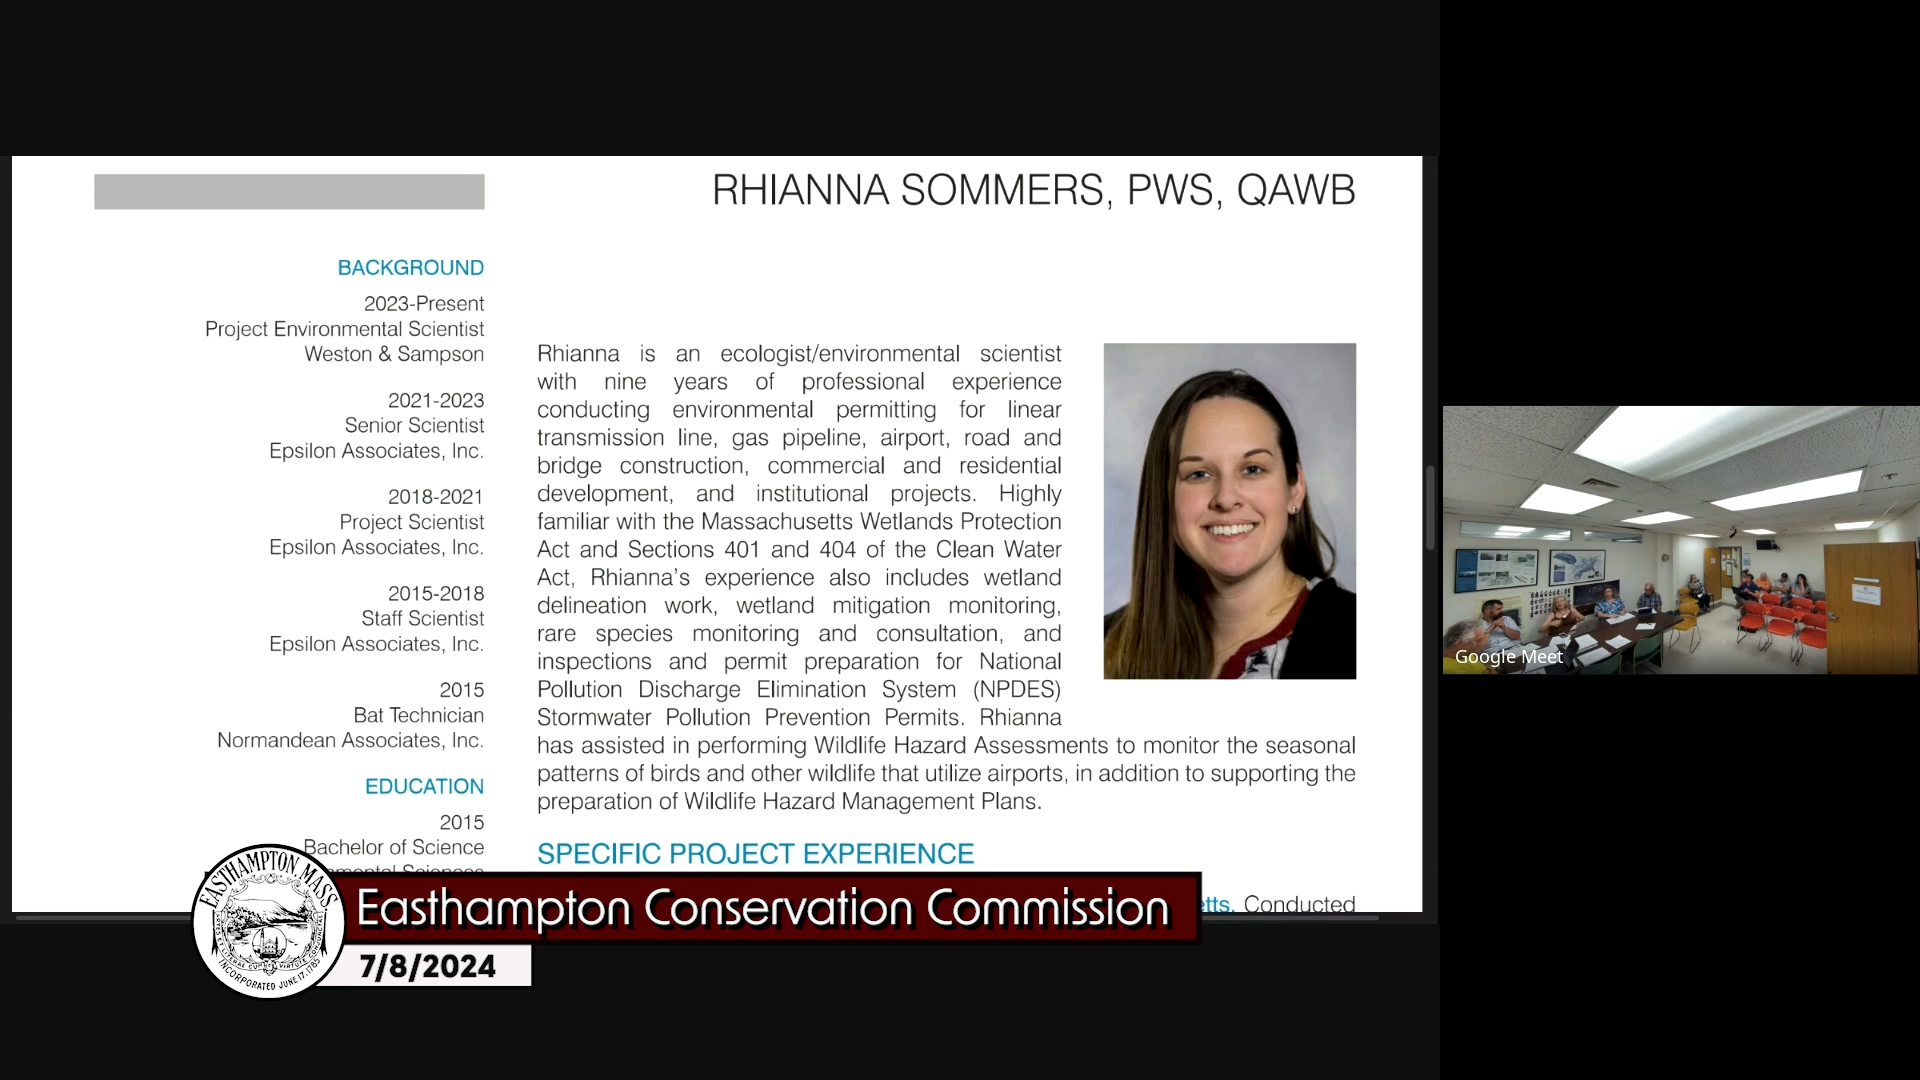 RHIANNA SOMMERS, PWS, QAWB
BACKGROUND
2023-Present
Project Environmental Scientist
Weston & Sampson
2021-2023
Senior Scientist
Epsilon Associates, Inc.
2018-2021
Project Scientist
Epsilon Associates, Inc.
2015-2018
Staff Scientist
Epsilon Associates, Inc.
2015
Bat Technician
Normandean Associates, Inc.
EDUCATION
2015
Bachelor of Science
Rhianna is an ecologist/environmental scientist
with nine years of professional experience
conducting environmental permitting for linear
transmission line, gas pipeline, airport, road and
bridge construction, commercial and residential
development, and institutional projects. Highly
familiar with the Massachusetts Wetlands Protection
Act and Sections 401 and 404 of the Clean Water
Act, Rhianna's experience also includes wetland
delineation work, wetland mitigation monitoring,
rare species monitoring and consultation, and
inspections and permit preparation for National
Pollution Discharge Elimination System (NPDES)
Stormwater Pollution Prevention Permits. Rhianna
has assisted in performing Wildlife Hazard Assessments to monitor the seasonal
patterns of birds and other wildlife that utilize airports, in addition to supporting the
preparation of Wildlife Hazard Management Plans.
SPECIFIC PROJECT EXPERIENCE
etts. Conducted
EASTHAMPTON, MASS
INCORPORATED JUNE 17, 1785
Easthampton Conservation Commission
7/8/2024
Google Meet